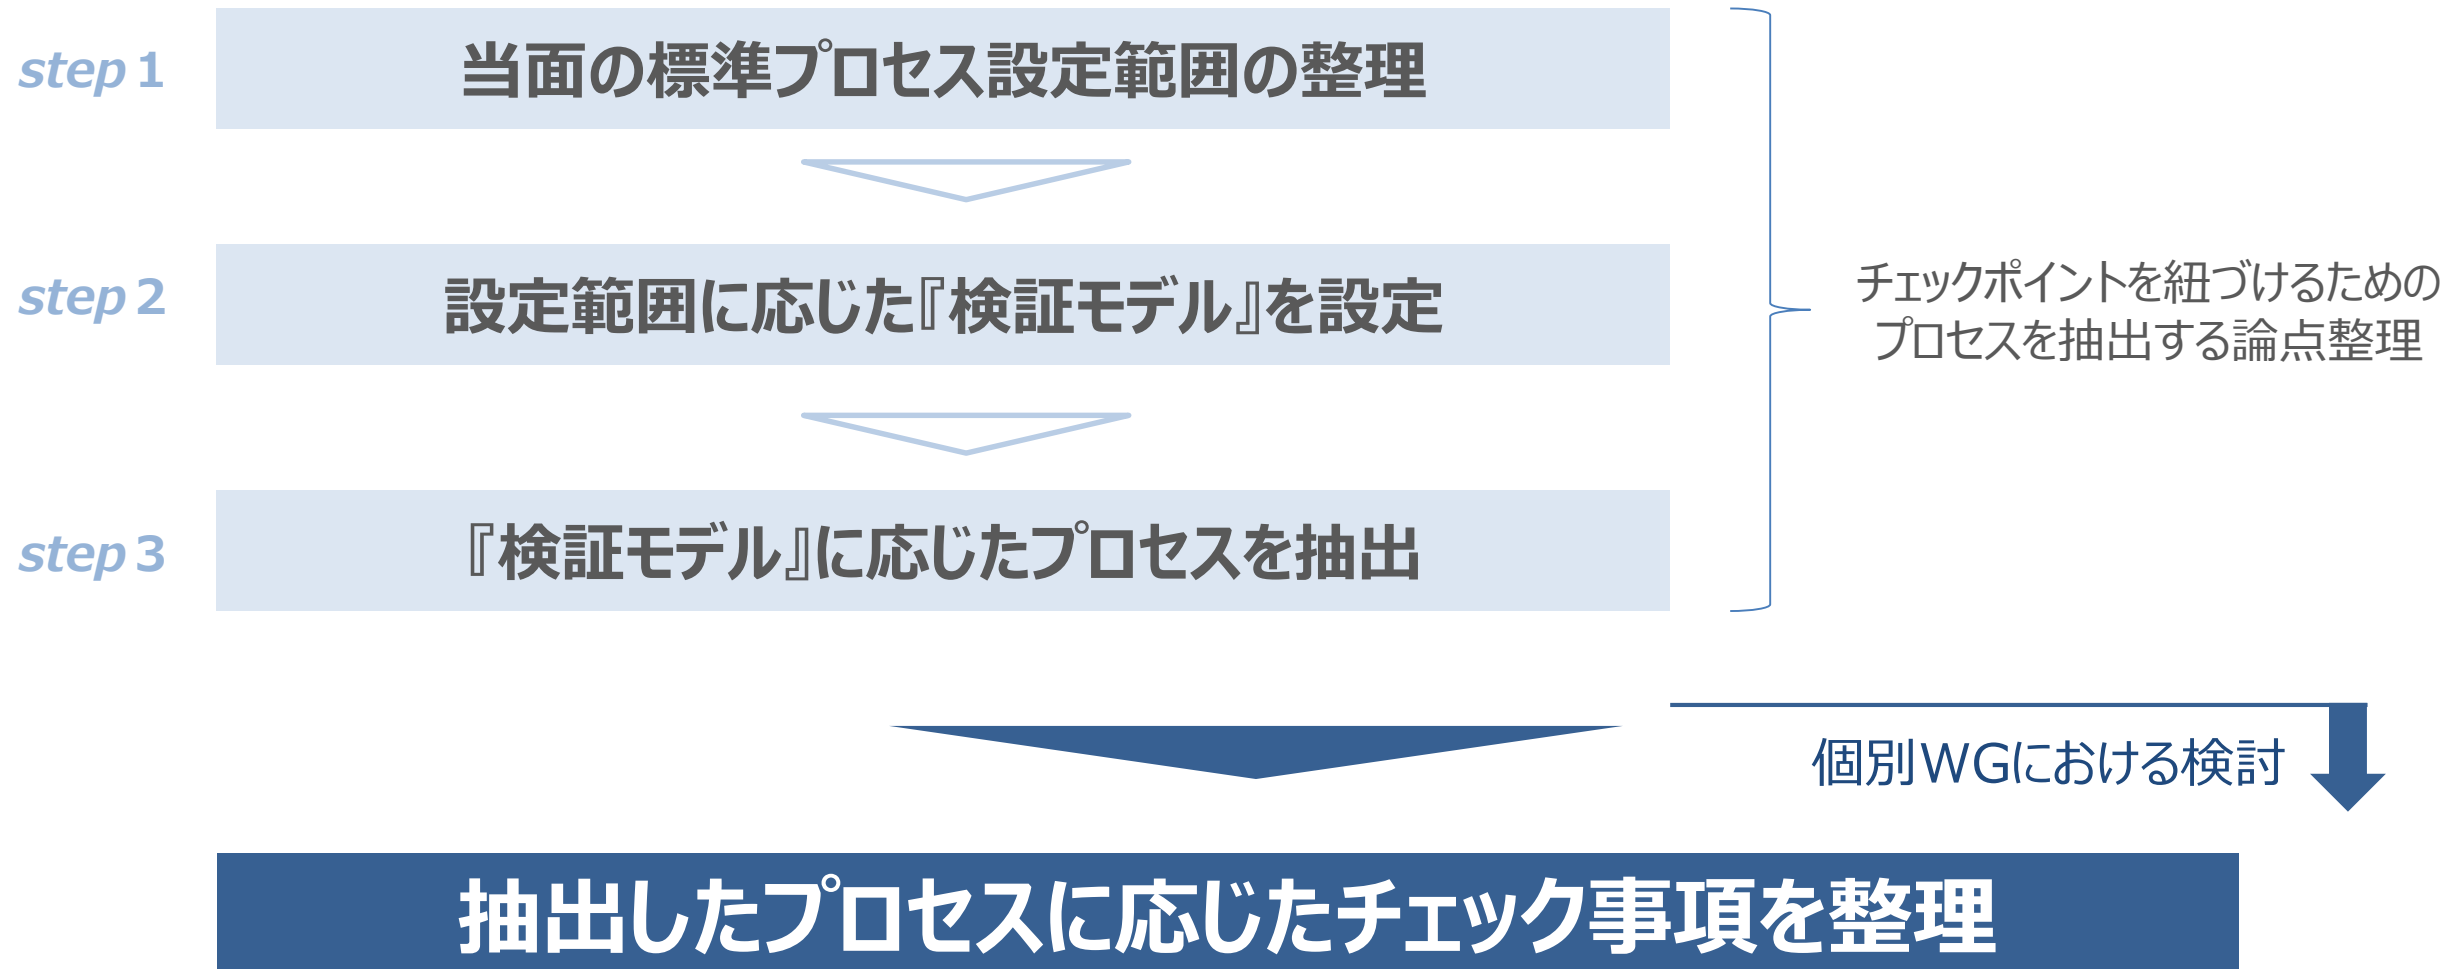 step 1
当面の標準プロセス設定範囲の整理
step 2
設定範囲に応じた『検証モデル』を設定
チェックポイントを紐づけるための
プロセスを抽出する論点整理
step 3
『検証モデル』に応じたプロセスを抽出
個別WGにおける検討
抽出したプロセスに応じたチェック事項を整理